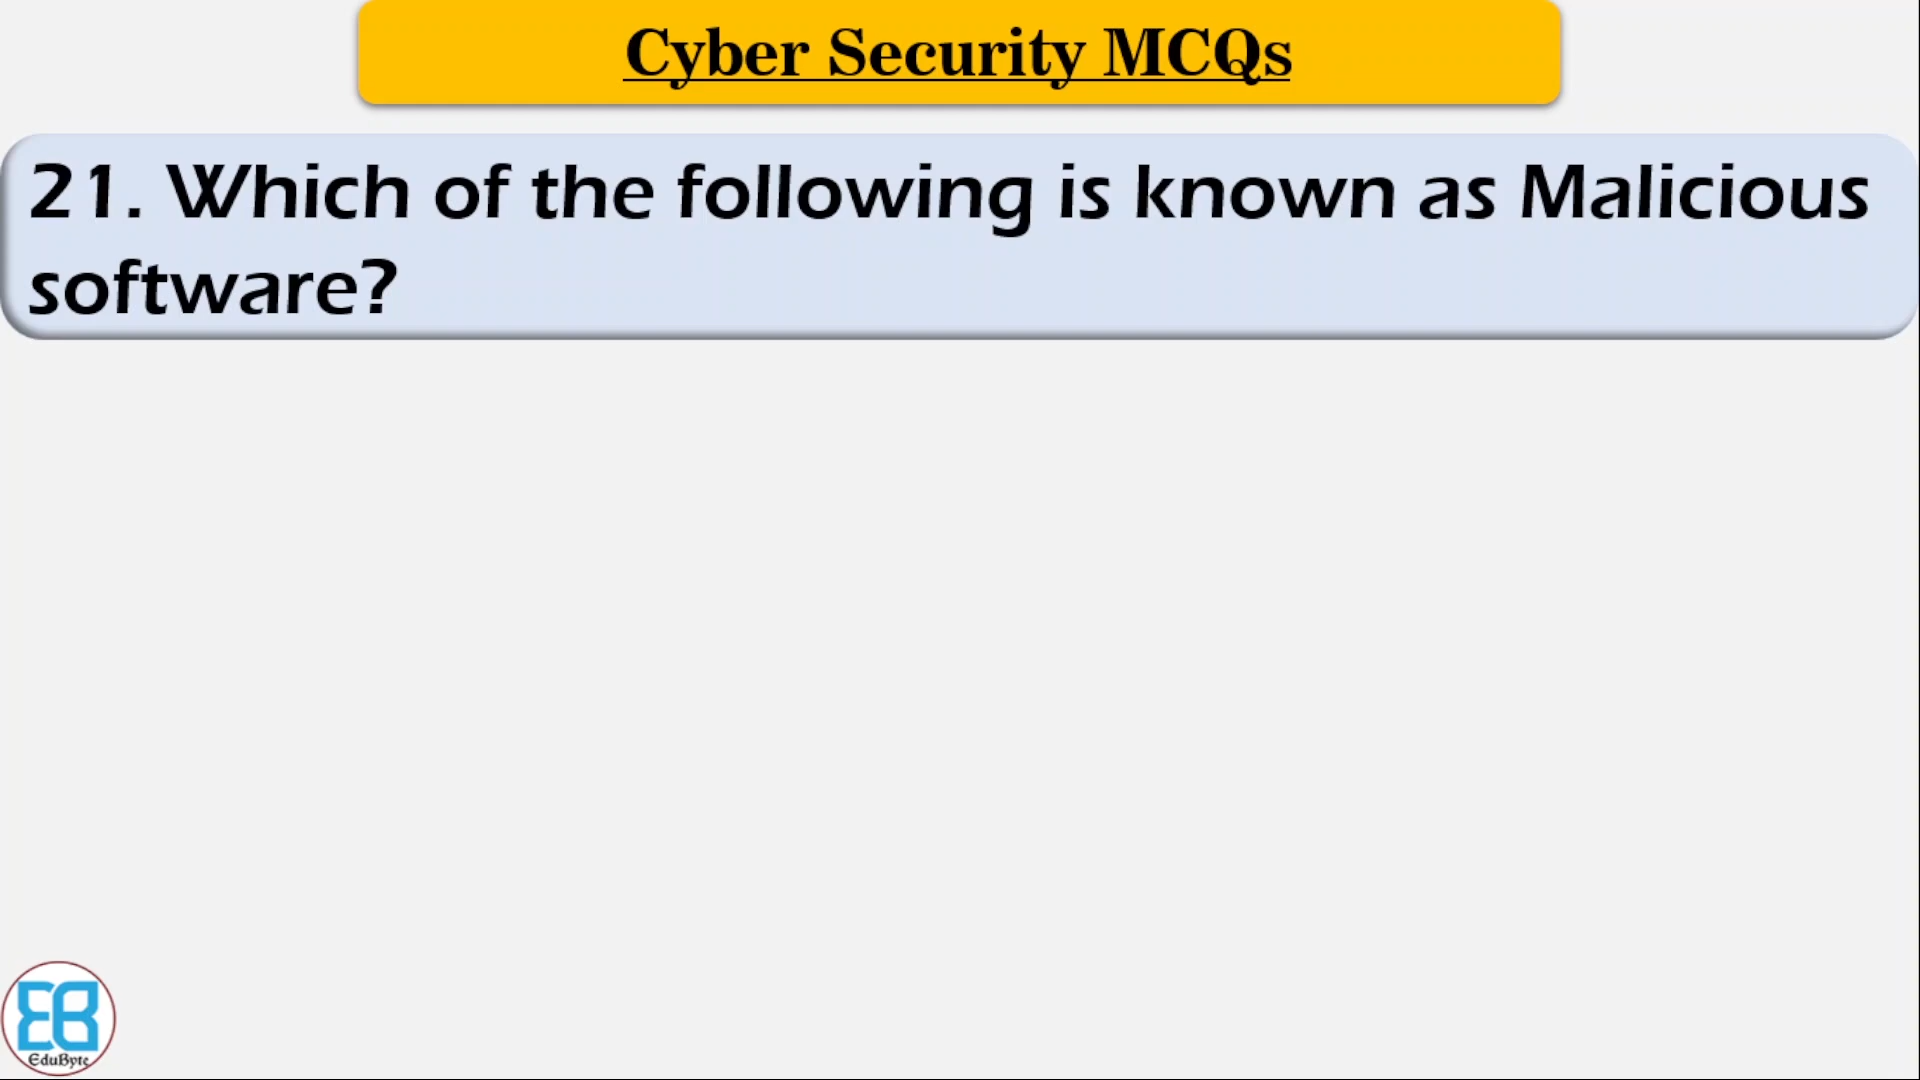 Cyber Security MCQs
21. Which of the following is known as Malicious
software?
EduByte